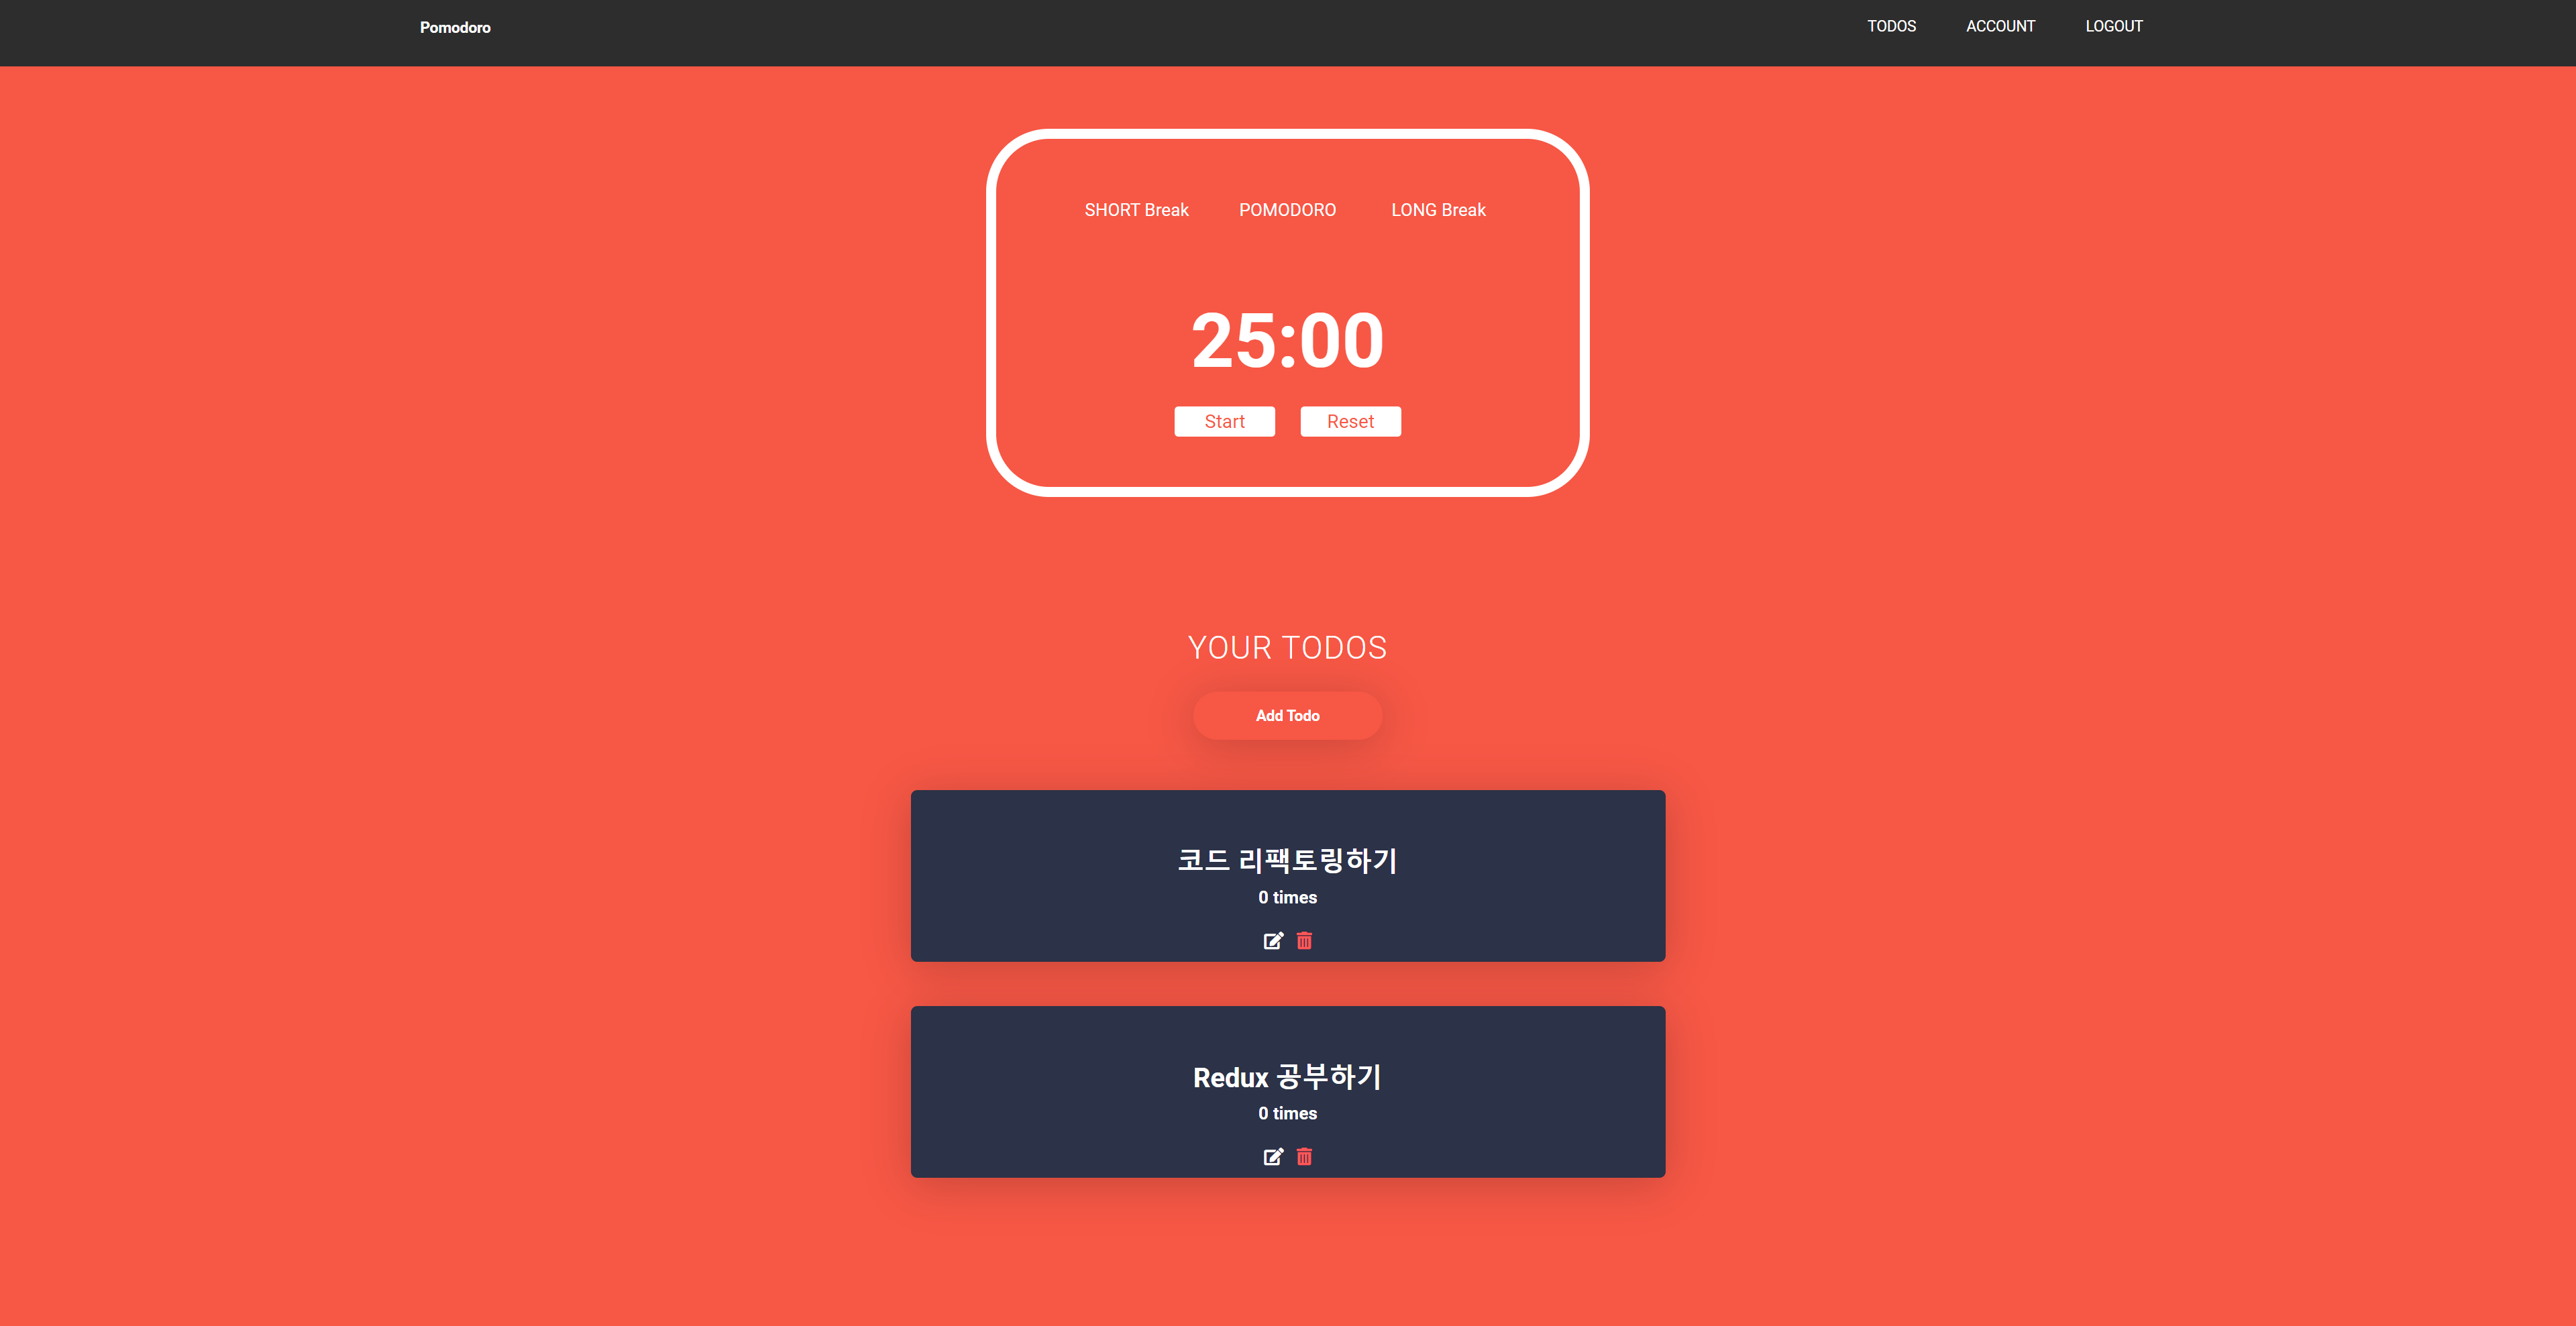 Pomodoro
TODOS ACCOUNT LOGOUT
SHORT Break POMODORO LONG Break
25:00
Start Reset
YOUR TODOS
Add Todo
코드 리팩토링하기
0 times
Redux 공부하기
0 times